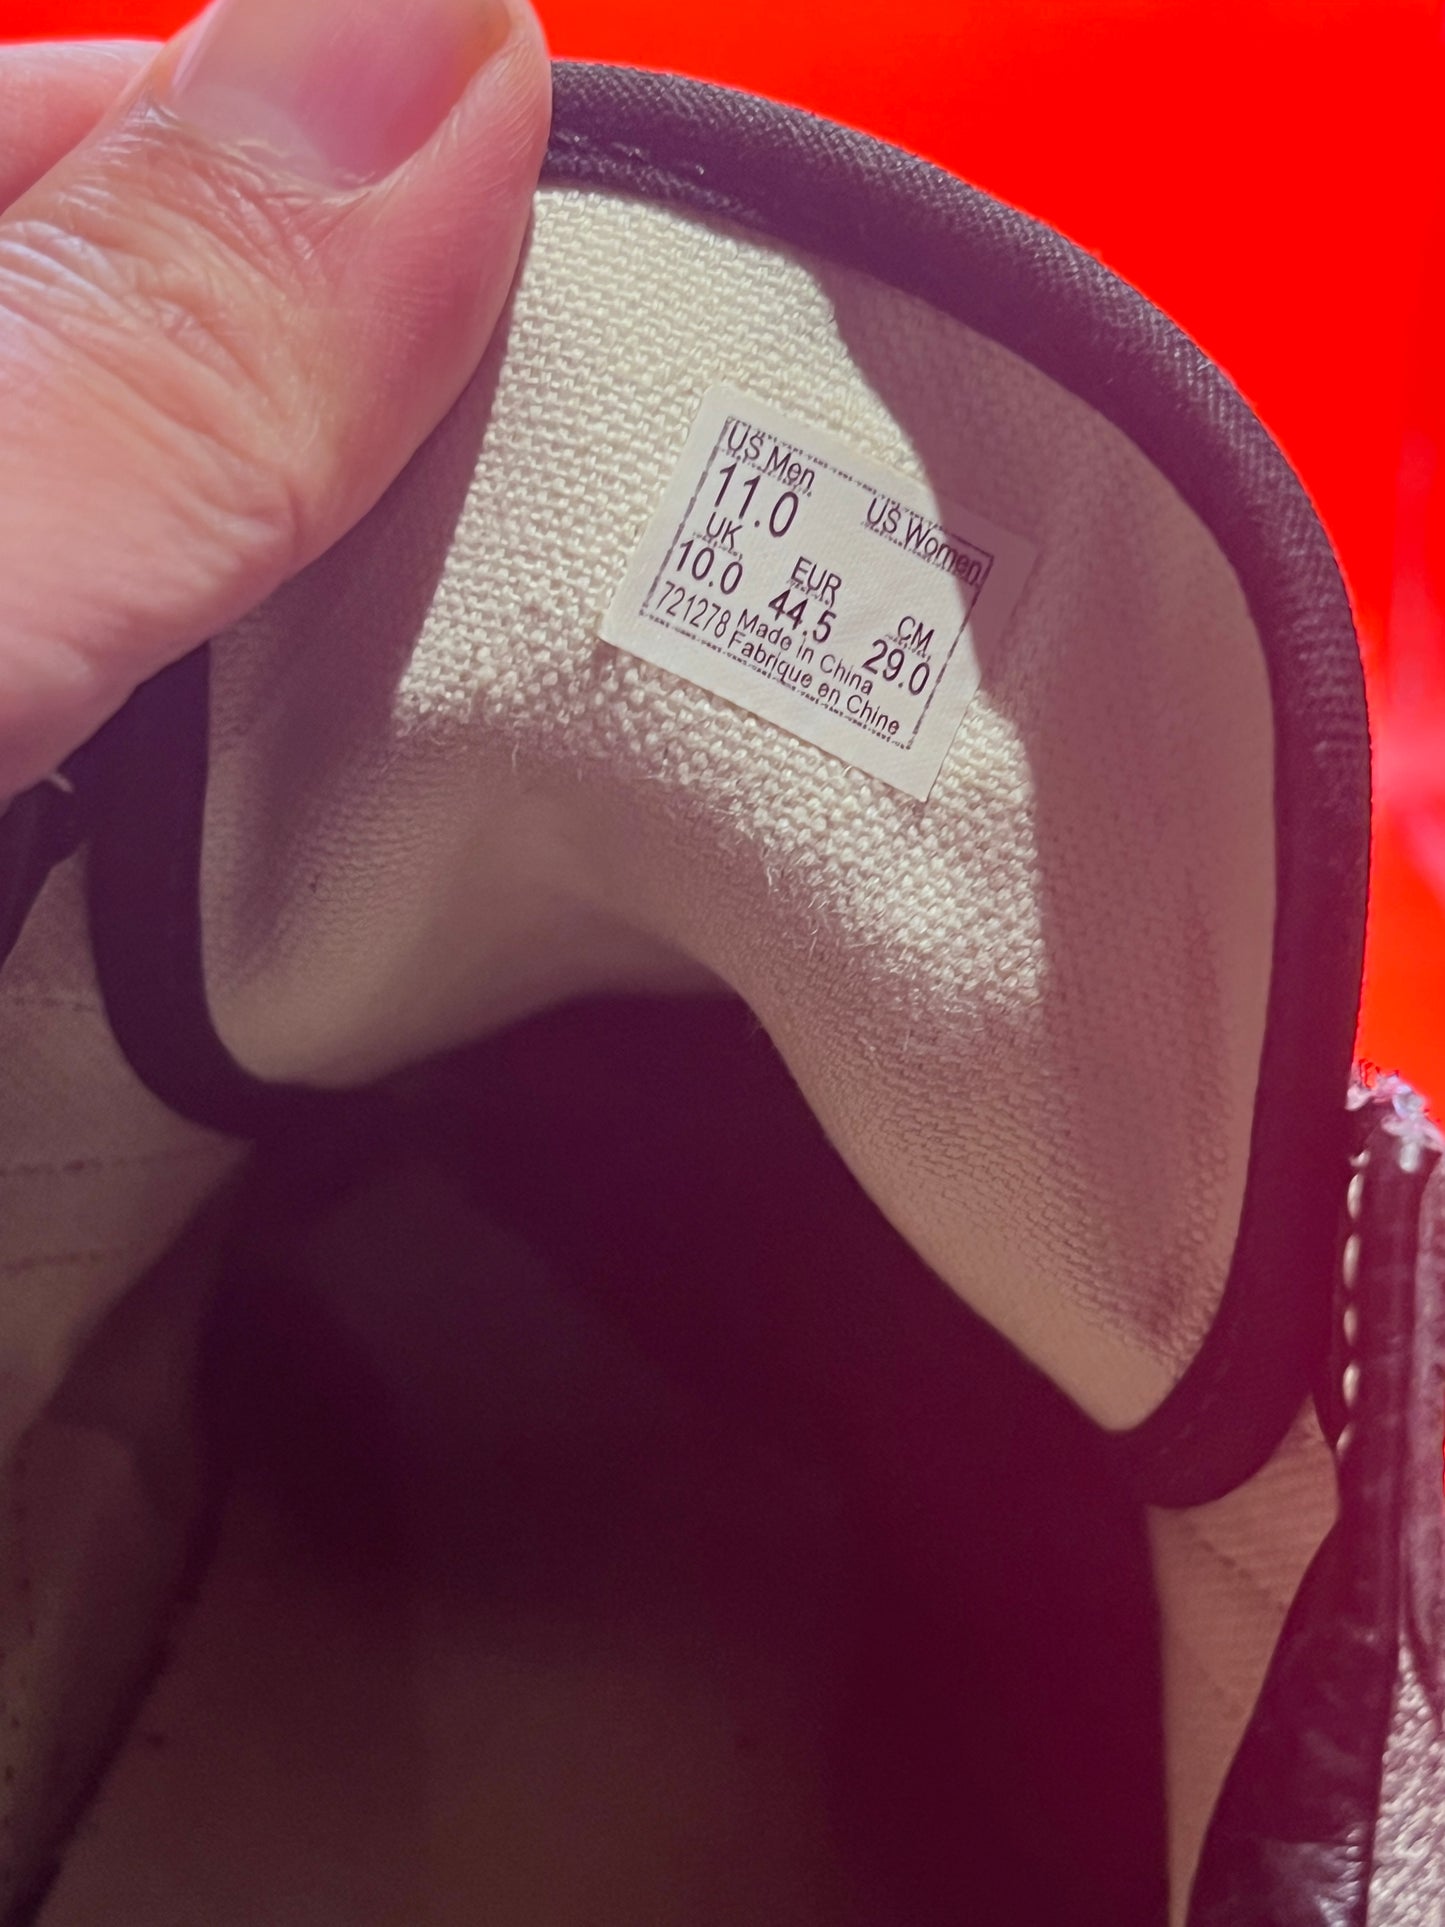 US Men US Women
11.0
UK EUR CM
10.0 44.5 29.0
721278 Made in China
Fabrique en Chine